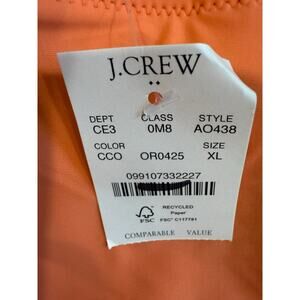 J.CREW
DEPT CLASS STYLE
CE3 0M8 AO438
COLOR SIZE
CCO OR0425 XL
099107332227
FSC
RECYCLED
Paper
FSC® C117781
COMPARABLE VALUE